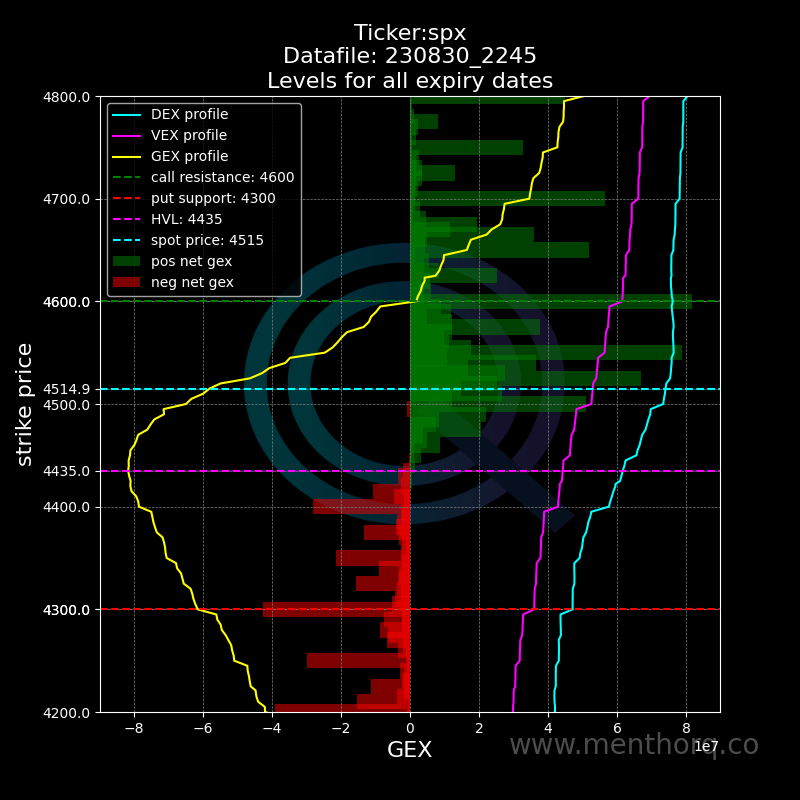 Ticker:spx
Datafile: 230830_2245
Levels for all expiry dates
DEX profile
VEX profile
GEX profile
call resistance: 4600
put support: 4300
HVL: 4435
spot price: 4515
pos net gex
neg net gex
strike price
4800.0
4700.0
4600.0
4514.9
4500.0
4435.0
4400.0
4300.0
4200.0
−8
−6
−4
−2
0
2
4
6
8
1e7
GEX
www.menthorq.co